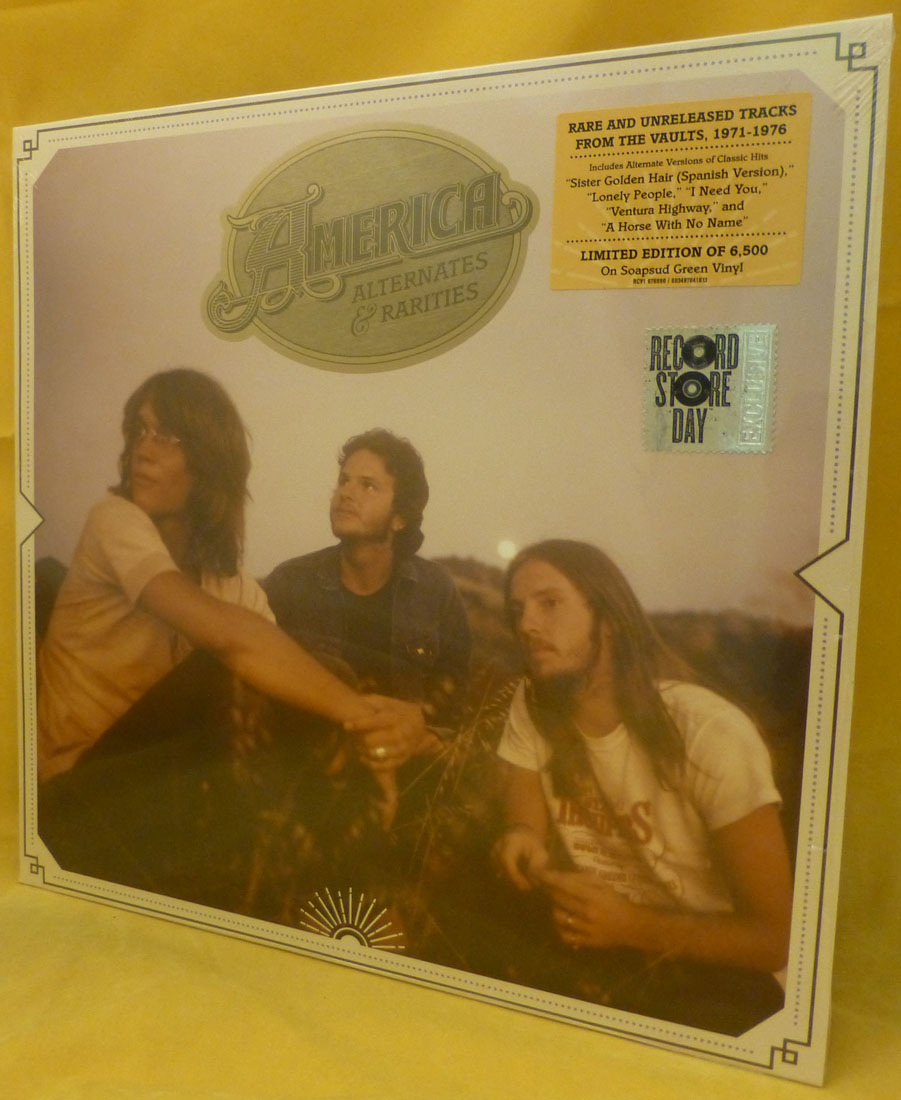 AMERICA
ALTERNATES
& RARITIES
RARE AND UNRELEASED TRACKS
FROM THE VAULTS, 1971-1976
Includes Alternate Versions of Classic Hits
"Sister Golden Hair (Spanish Version),"
"Lonely People," "I Need You,"
"Ventura Highway," and
"A Horse With No Name"
LIMITED EDITION OF 6,500
On Soapsud Green Vinyl
RECORD
STORE
DAY
EXCLUSIVE